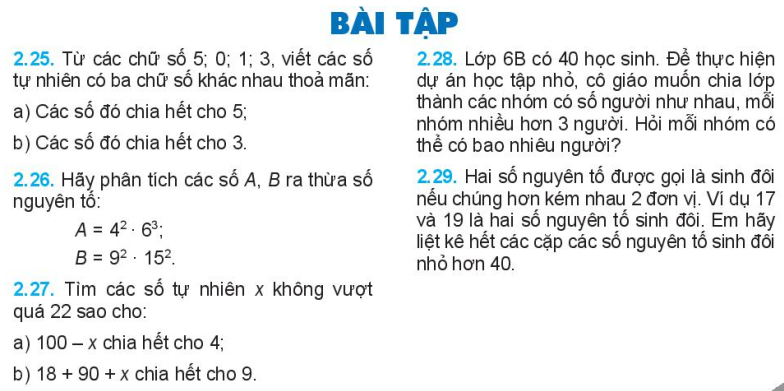 BÀI TẬP
2.25. Từ các chữ số 5; 0; 1; 3, viết các số
tự nhiên có ba chữ số khác nhau thoả mãn:
a) Các số đó chia hết cho 5;
b) Các số đó chia hết cho 3.
2.26. Hãy phân tích các số A, B ra thừa số
nguyên tố:
A = 4² · 6³;
B = 9² · 15².
2.27. Tìm các số tự nhiên x không vượt
quá 22 sao cho:
a) 100 – x chia hết cho 4;
b) 18 + 90 + x chia hết cho 9.
2.28. Lớp 6B có 40 học sinh. Để thực hiện
dự án học tập nhỏ, cô giáo muốn chia lớp
thành các nhóm có số người như nhau, mỗi
nhóm nhiều hơn 3 người. Hỏi mỗi nhóm có
thể có bao nhiêu người?
2.29. Hai số nguyên tố được gọi là sinh đôi
nếu chúng hơn kém nhau 2 đơn vị. Ví dụ 17
và 19 là hai số nguyên tố sinh đôi. Em hãy
liệt kê hết các cặp các số nguyên tố sinh đôi
nhỏ hơn 40.